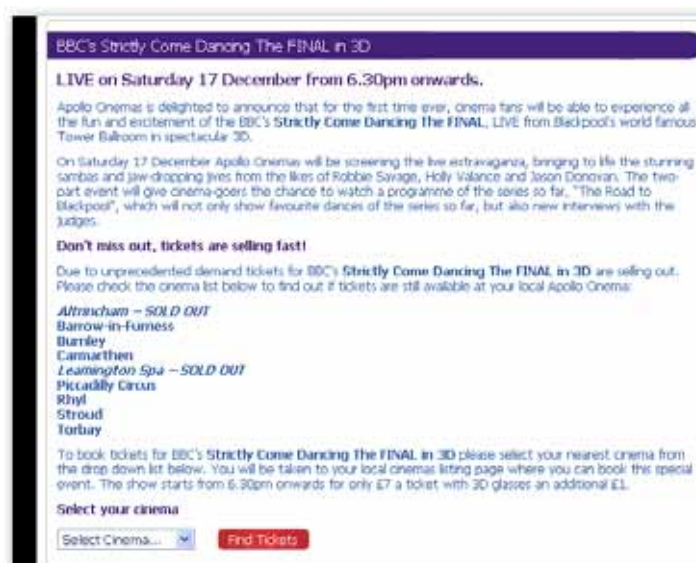 BBC's Strictly Come Dancing The FINAL in 3D
LIVE on Saturday 17 December from 6.30pm onwards.
Apollo Cinemas is delighted to announce that for the first time ever, cinema fans will be able to experience all
the fun and excitement of the BBC's Strictly Come Dancing The FINAL, LIVE from Blackpool's world famous
Tower Ballroom in spectacular 3D.
On Saturday 17 December Apollo Cinemas will be screening the live extravaganza, bringing to life the stunning
sambas and jaw-dropping jives from the likes of Robbie Savage, Holly Valance and Jason Donovan. The two-
part event will give cinema-goers the chance to watch a programme of the series so far, "The Road to
Blackpool", which will not only show favourite dances of the series so far, but also new interviews with the
judges.
Don't miss out, tickets are selling fast!
Due to unprecedented demand tickets for BBC's Strictly Come Dancing The FINAL in 3D are selling out.
Please check the cinema list below to find out if tickets are still available at your local Apollo Cinema:
Altrincham – SOLD OUT
Barrow-in-Furness
Burnley
Carmarthen
Leamington Spa – SOLD OUT
Piccadilly Circus
Rhyl
Stroud
Torbay
To book tickets for BBC's Strictly Come Dancing The FINAL in 3D please select your nearest cinema from
the drop down list below. You will be taken to your local cinemas listing page where you can book this special
event. The show starts from 6.30pm onwards for only £7 a ticket with 3D glasses an additional £1.
Select your cinema
Select Cinema... Find Tickets